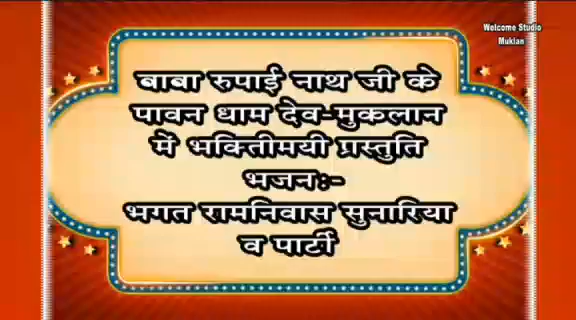 Welcome Studio
Muklan
बाबा रुपाई नाथ जी के
पावन धाम देव-मुकलान
में भक्तिीमयी प्रस्तुति
भजनः-
भगत रामनिवास सुनारिया
व पार्टी